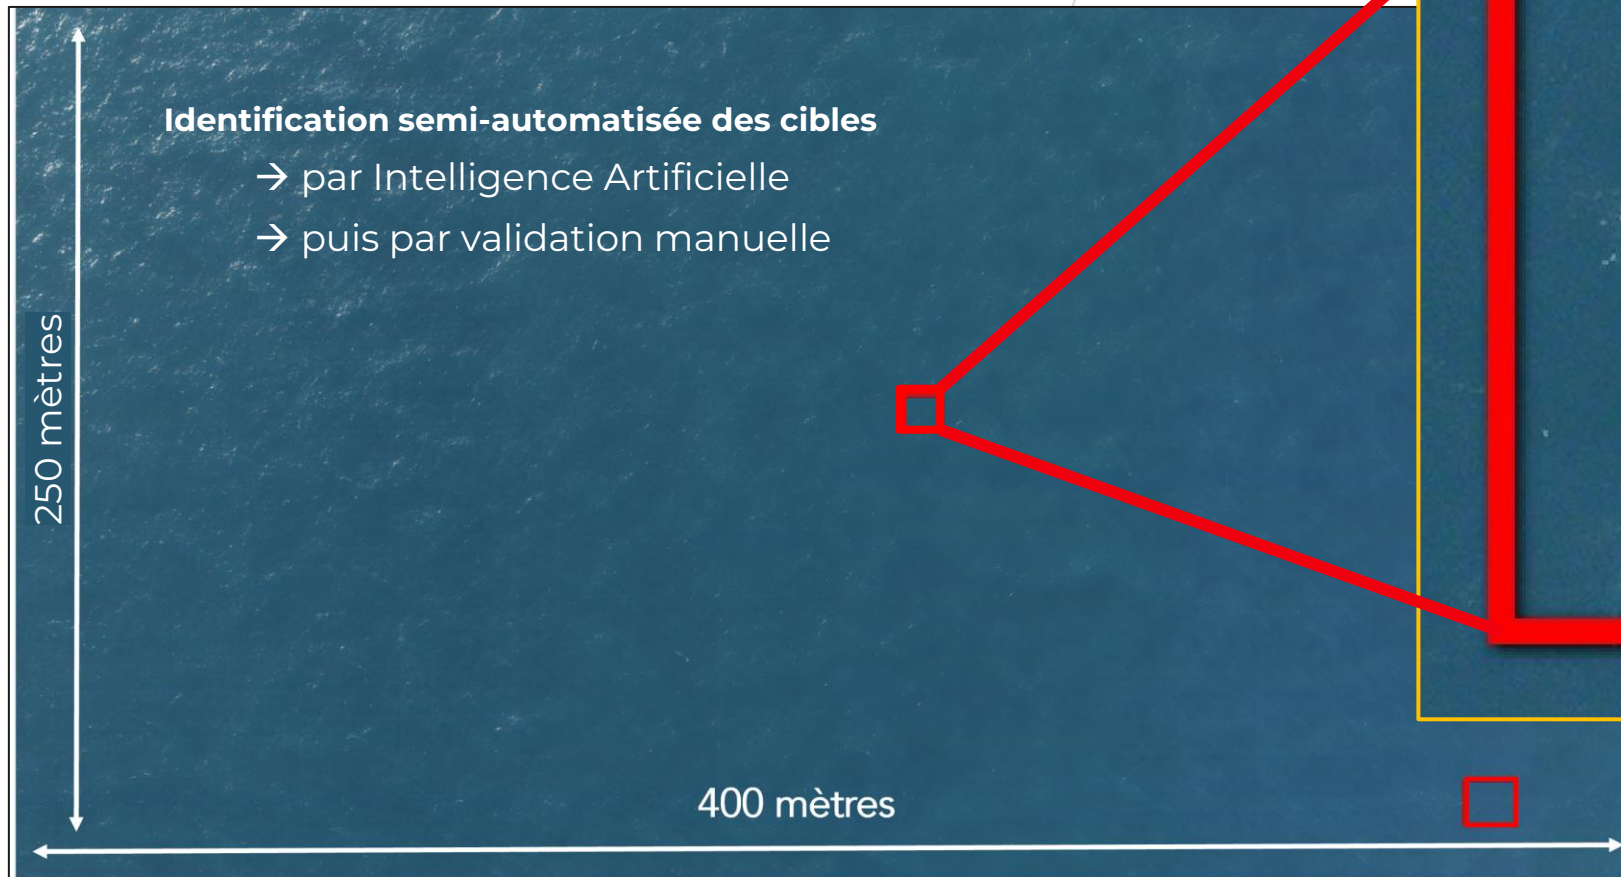 Identification semi-automatisée des cibles
→ par Intelligence Artificielle
→ puis par validation manuelle
250 mètres
400 mètres